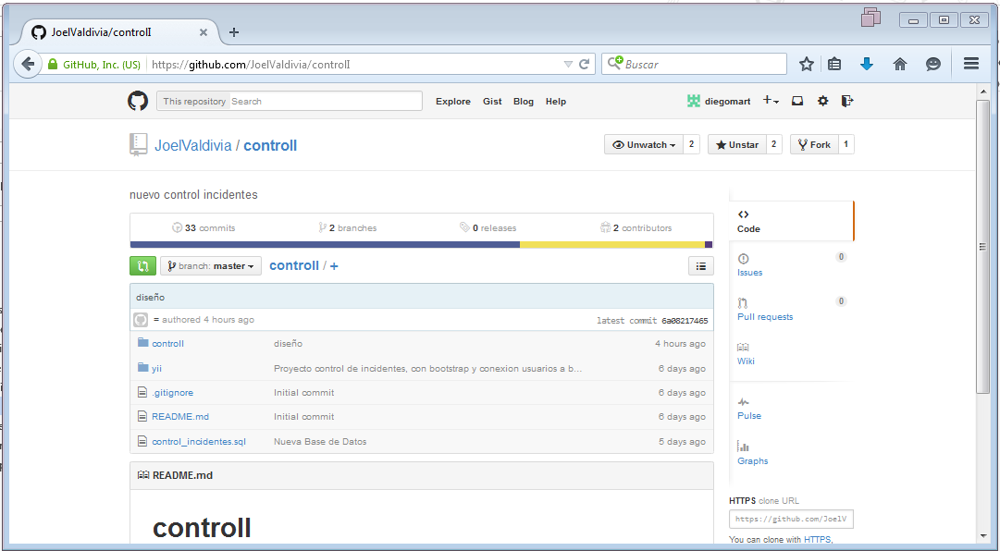 JoelValdivia/controll
GitHub, Inc. (US) https://github.com/JoelValdivia/controll Buscar
This repository Search Explore Gist Blog Help diegomart
JoelValdivia / controll Unwatch 2 Unstar 2 Fork 1
nuevo control incidentes
33 commits 2 branches 0 releases 2 contributors
branch: master controll / +
diseño
= authored 4 hours ago latest commit 6a08217465
controll diseño 4 hours ago
yii Proyecto control de incidentes, con bootstrap y conexion usuarios a b... 6 days ago
.gitignore Initial commit 6 days ago
README.md Initial commit 6 days ago
control_incidentes.sql Nueva Base de Datos 5 days ago
README.md
controll
Code
Issues 0
Pull requests 0
Wiki
Pulse
Graphs
HTTPS clone URL
https://github.com/JoelV
You can clone with HTTPS,